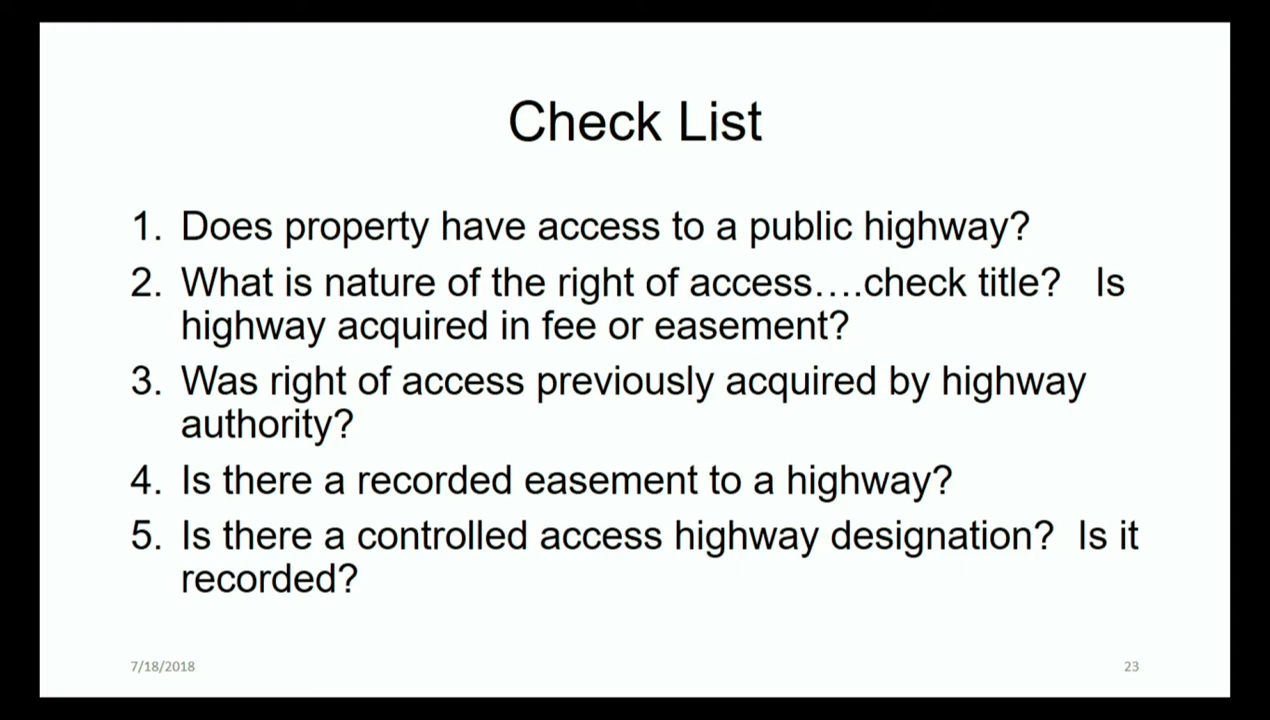 Check List
1. Does property have access to a public highway?
2. What is nature of the right of access….check title? Is
highway acquired in fee or easement?
3. Was right of access previously acquired by highway
authority?
4. Is there a recorded easement to a highway?
5. Is there a controlled access highway designation? Is it
recorded?
7/18/2018
23